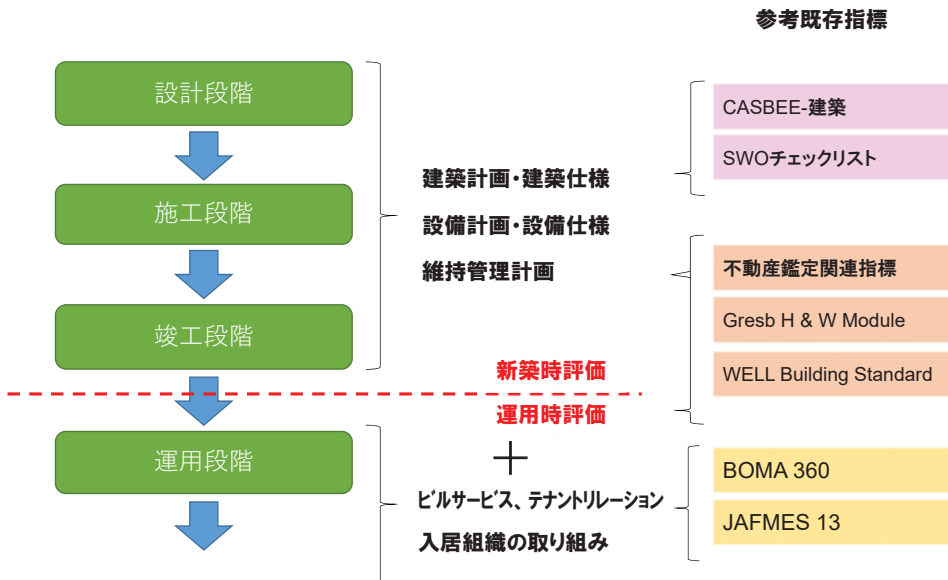 参考既存指標
設計段階
施工段階
竣工段階
運用段階
建築計画・建築仕様
設備計画・設備仕様
維持管理計画
新築時評価
運用時評価
＋
ビルサービス、テナントリレーション
入居組織の取り組み
CASBEE-建築
SWOチェックリスト
不動産鑑定関連指標
Gresb H & W Module
WELL Building Standard
BOMA 360
JAFMES 13